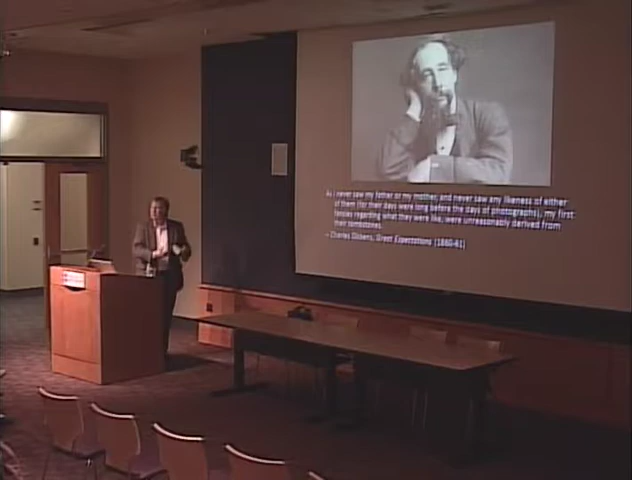 As I never saw my father or my mother, and never saw any likeness of either
of them (for their days were long before the days of photographs), my first
fancies regarding what they were like, were unreasonably derived from
their tombstones.
– Charles Dickens, Great Expectations (1860-61)